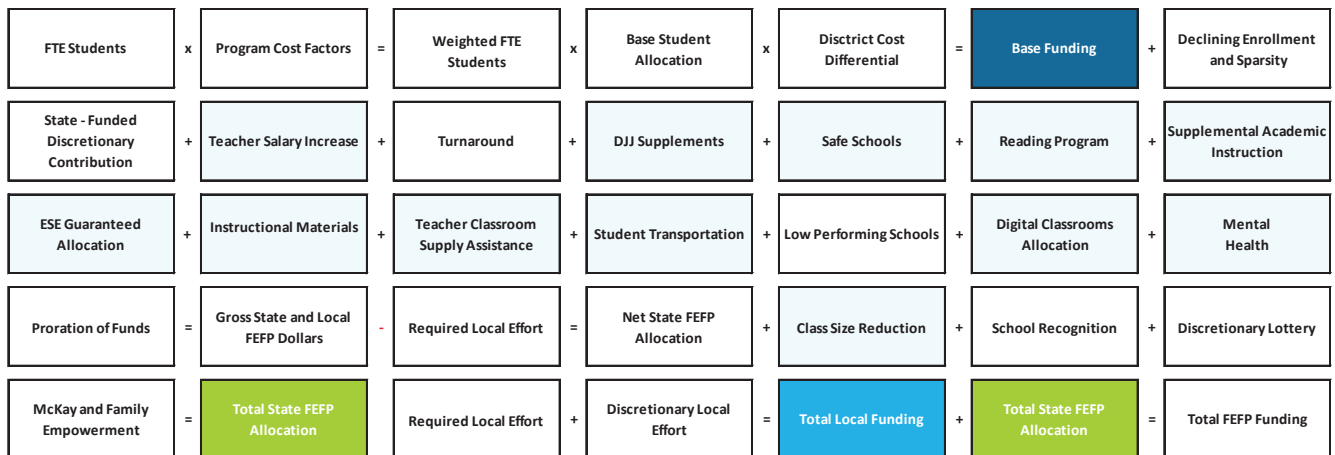 FTE Students x Program Cost Factors = Weighted FTE Students x Base Student Allocation x Disctrict Cost Differential = Base Funding + Declining Enrollment and Sparsity
State - Funded Discretionary Contribution + Teacher Salary Increase + Turnaround + DJJ Supplements + Safe Schools + Reading Program + Supplemental Academic Instruction
ESE Guaranteed Allocation + Instructional Materials + Teacher Classroom Supply Assistance + Student Transportation + Low Performing Schools + Digital Classrooms Allocation + Mental Health
Proration of Funds = Gross State and Local FEFP Dollars - Required Local Effort = Net State FEFP Allocation + Class Size Reduction + School Recognition + Discretionary Lottery
McKay and Family Empowerment = Total State FEFP Allocation Required Local Effort + Discretionary Local Effort = Total Local Funding + Total State FEFP Allocation = Total FEFP Funding